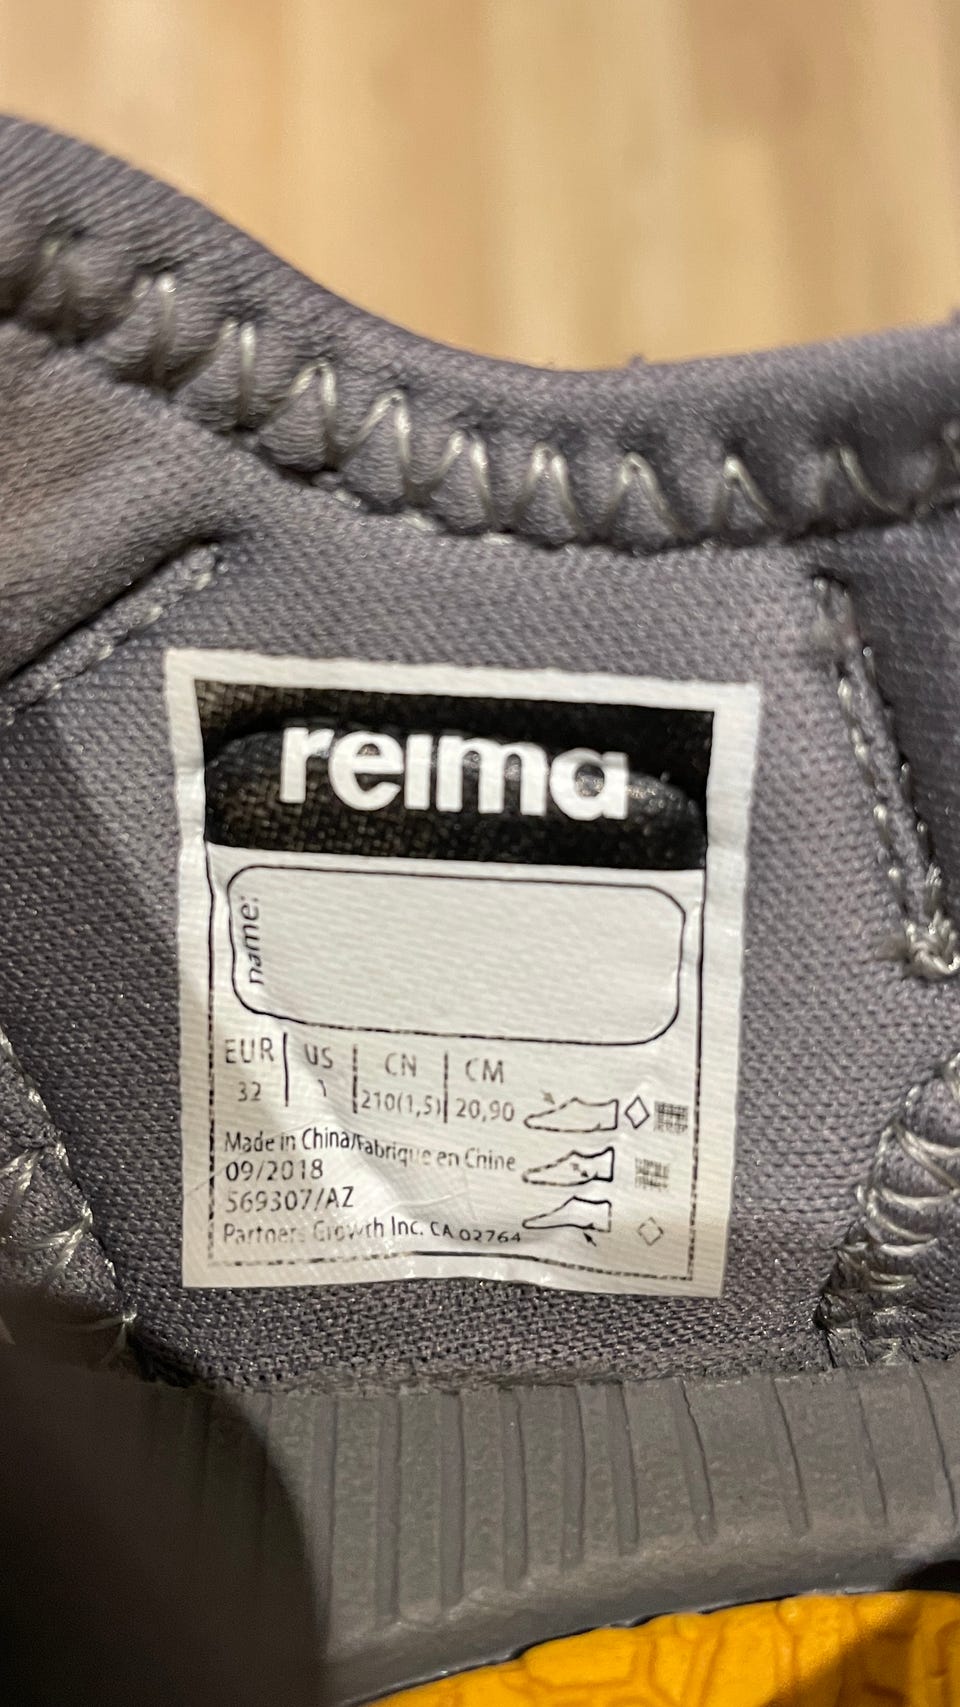 reima
name:
EUR US CN CM
32 210(1,5) 20,90
Made in China/Fabrique en Chine
09/2018
569307/AZ
Partners Growth Inc. CA 02764